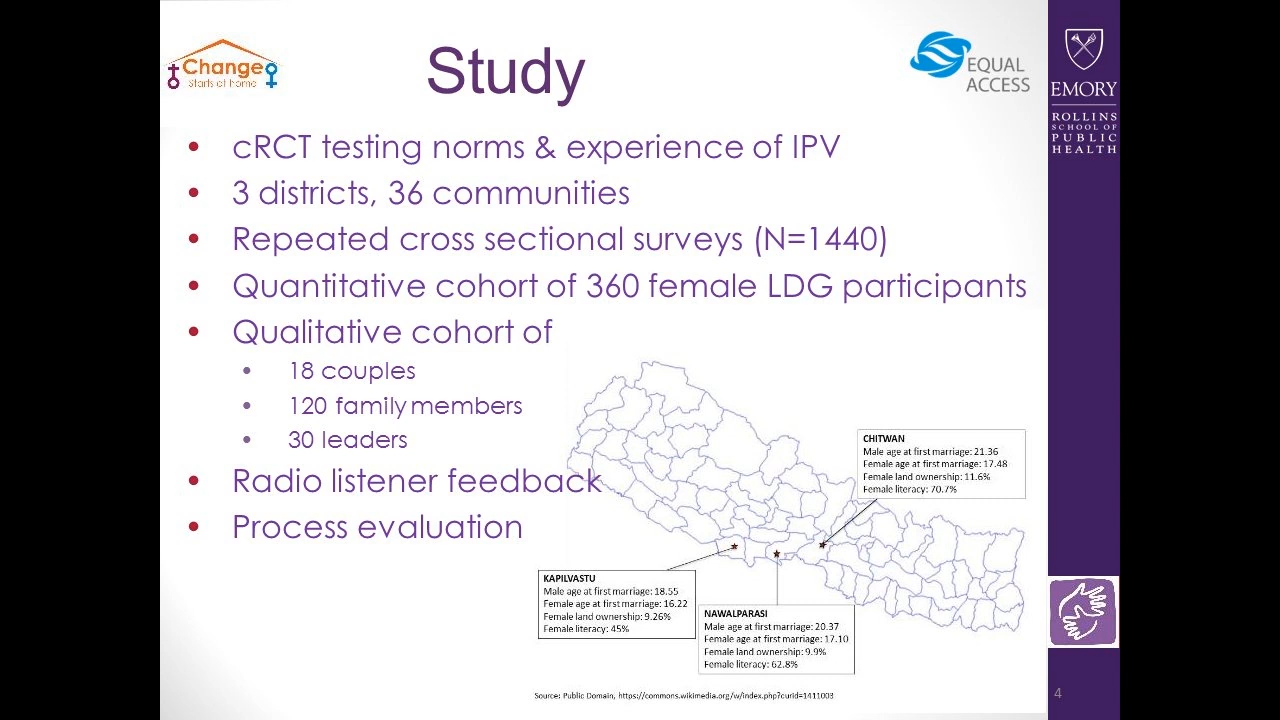 Change
Starts at home
Study
EQUAL
ACCESS
EMORY
ROLLINS
SCHOOL OF
PUBLIC
HEALTH
• cRCT testing norms & experience of IPV
• 3 districts, 36 communities
• Repeated cross sectional surveys (N=1440)
• Quantitative cohort of 360 female LDG participants
• Qualitative cohort of
• 18 couples
• 120 family members
• 30 leaders
• Radio listener feedback
• Process evaluation
CHITWAN
Male age at first marriage: 21.36
Female age at first marriage: 17.48
Female land ownership: 11.6%
Female literacy: 70.7%
KAPILVASTU
Male age at first marriage: 18.55
Female age at first marriage: 16.22
Female land ownership: 9.26%
Female literacy: 45%
NAWALPARASI
Male age at first marriage: 20.37
Female age at first marriage: 17.10
Female land ownership: 9.9%
Female literacy: 62.8%
Source: Public Domain, https://commons.wikimedia.org/w/index.php?curid=1411003
4